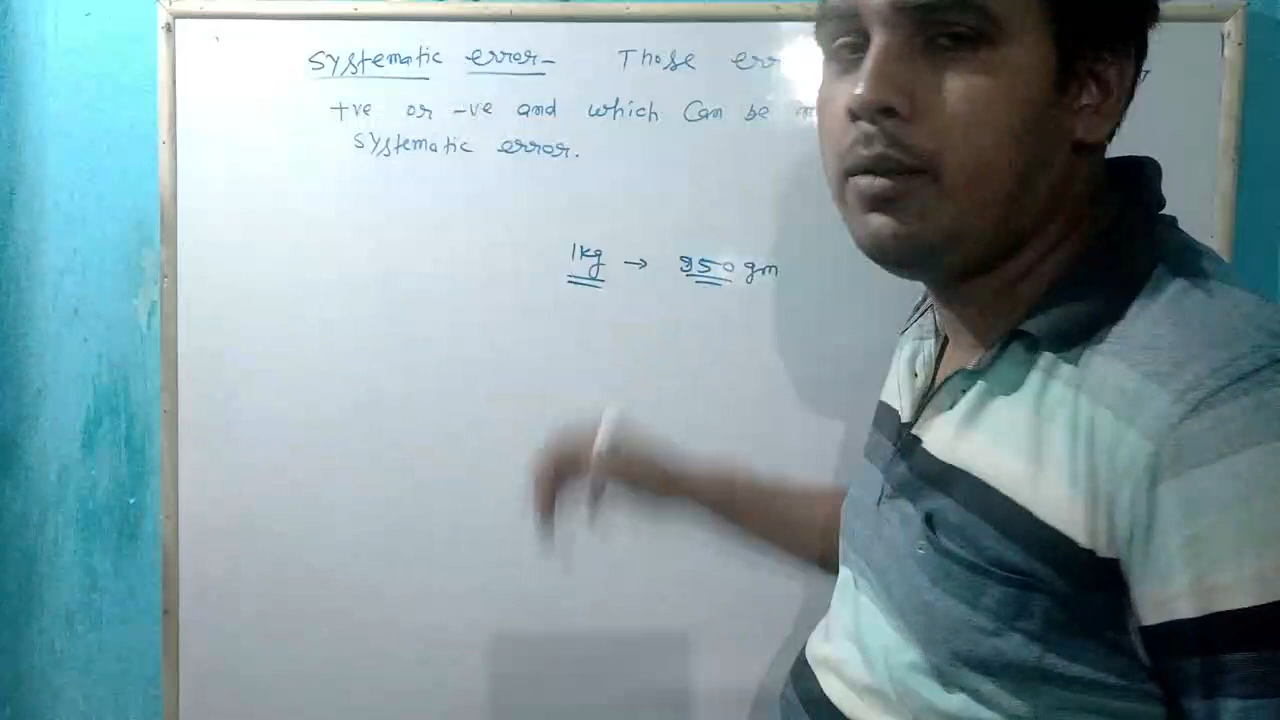 Systematic error- Those
+ve or -ve and which can be
systematic error.
1kg → 950 gm